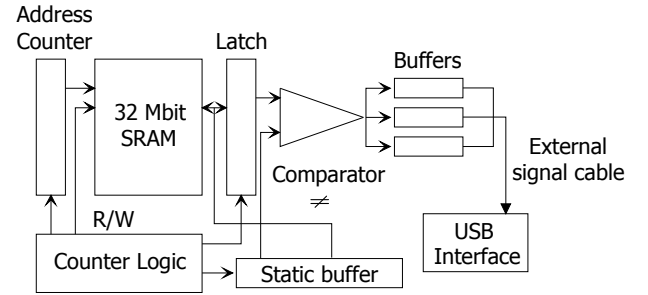 Address
Counter
Latch
Buffers
32 Mbit
SRAM
External
signal cable
Comparator
≠
R/W
USB
Interface
Counter Logic
Static buffer